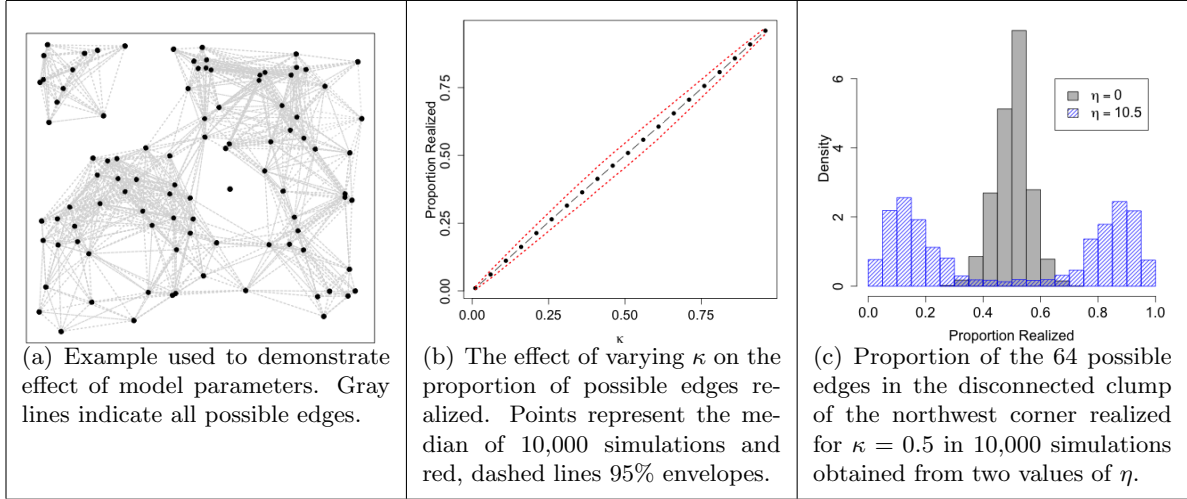 Proportion Realized
0.00
0.25
0.50
0.75
0.00
0.25
0.50
0.75
κ
Density
0
2
4
6
η = 0
η = 10.5
0.0
0.2
0.4
0.6
0.8
1.0
Proportion Realized
(a) Example used to demonstrate
effect of model parameters. Gray
lines indicate all possible edges.
(b) The effect of varying κ on the
proportion of possible edges re-
alized. Points represent the me-
dian of 10,000 simulations and
red, dashed lines 95% envelopes.
(c) Proportion of the 64 possible
edges in the disconnected clump
of the northwest corner realized
for κ = 0.5 in 10,000 simulations
obtained from two values of η.